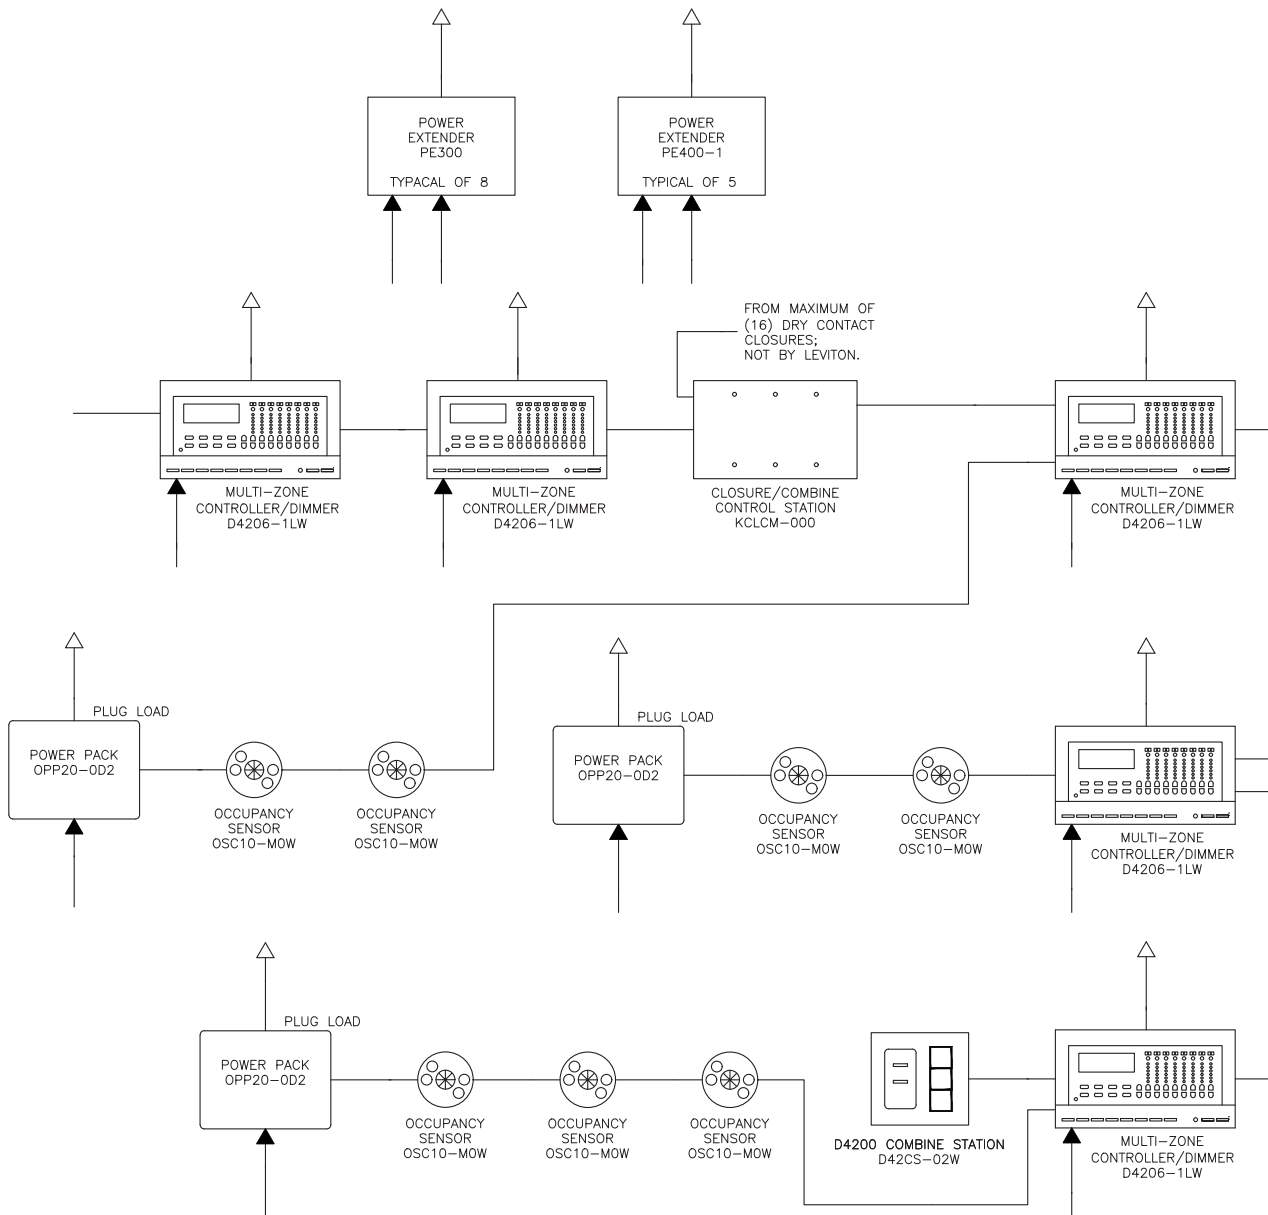 POWER
EXTENDER
PE300
TYPACAL OF 8
POWER
EXTENDER
PE400-1
TYPICAL OF 5
FROM MAXIMUM OF
(16) DRY CONTACT
CLOSURES;
NOT BY LEVITON.
MULTI-ZONE
CONTROLLER/DIMMER
D4206-1LW
MULTI-ZONE
CONTROLLER/DIMMER
D4206-1LW
CLOSURE/COMBINE
CONTROL STATION
KCLCM-000
MULTI-ZONE
CONTROLLER/DIMMER
D4206-1LW
PLUG LOAD
POWER PACK
OPP20-0D2
OCCUPANCY
SENSOR
OSC10-M0W
OCCUPANCY
SENSOR
OSC10-M0W
PLUG LOAD
POWER PACK
OPP20-0D2
OCCUPANCY
SENSOR
OSC10-M0W
OCCUPANCY
SENSOR
OSC10-M0W
MULTI-ZONE
CONTROLLER/DIMMER
D4206-1LW
PLUG LOAD
POWER PACK
OPP20-0D2
OCCUPANCY
SENSOR
OSC10-M0W
OCCUPANCY
SENSOR
OSC10-M0W
OCCUPANCY
SENSOR
OSC10-M0W
D4200 COMBINE STATION
D42CS-02W
MULTI-ZONE
CONTROLLER/DIMMER
D4206-1LW